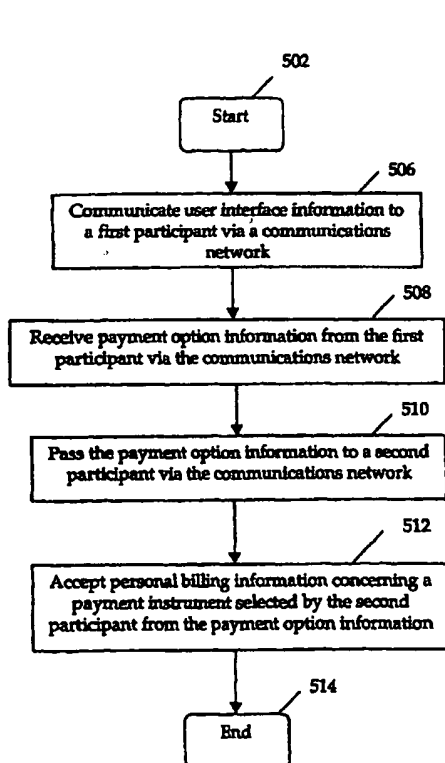 502
Start
506
Communicate user interface information to
a first participant via a communications
network
508
Receive payment option information from the first
participant via the communications network
510
Pass the payment option information to a second
participant via the communications network
512
Accept personal billing information concerning a
payment instrument selected by the second
participant from the payment option information
514
End